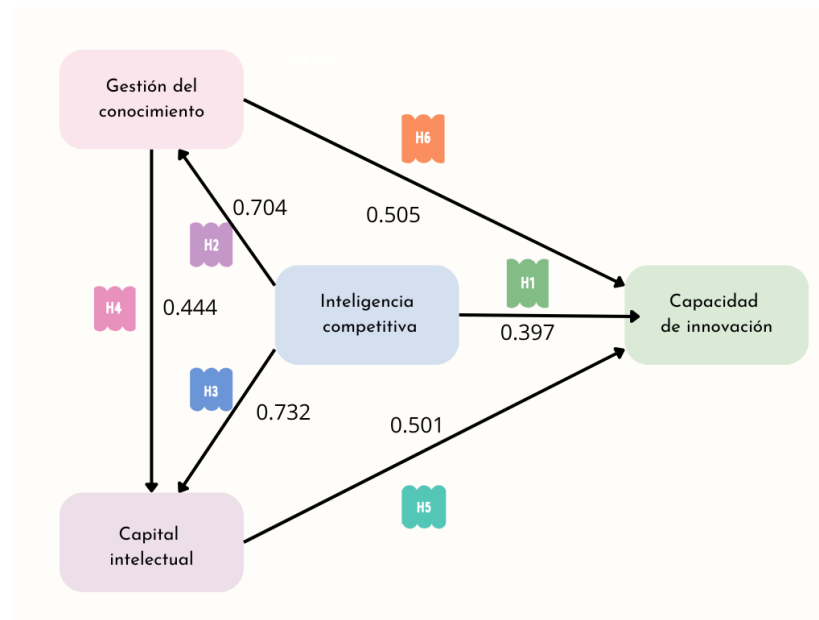 Gestión del
conocimiento
H6
0.704
0.505
H2
Inteligencia
competitiva
H1
Capacidad
de innovación
H4
0.444
0.397
H3
0.732
0.501
H5
Capital
intelectual